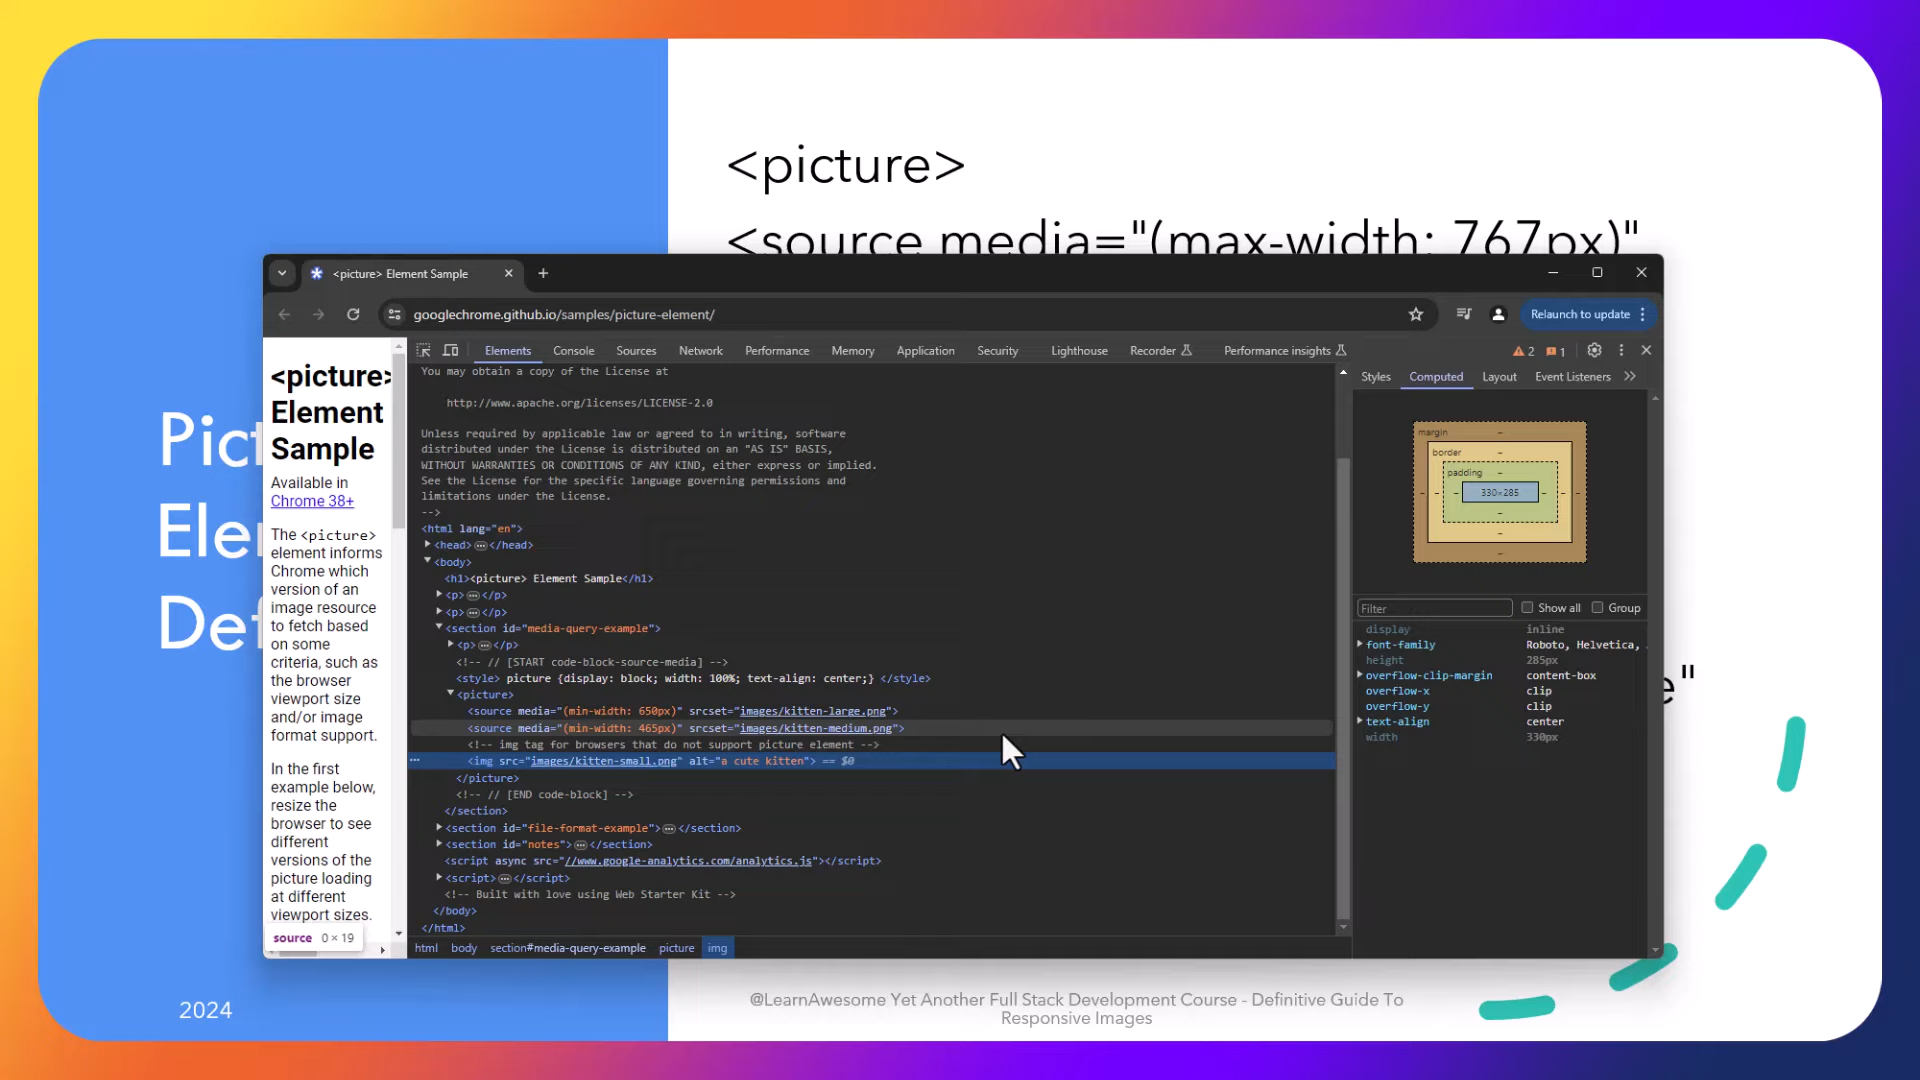 <picture>
<source media="(max-width: 767px)"
Pict
Ele
Def
e"
2024
@LearnAwesome Yet Another Full Stack Development Course - Definitive Guide To
Responsive Images
<picture> Element Sample
googlechrome.github.io/samples/picture-element/
Relaunch to update
Elements Console Sources Network Performance Memory Application Security Lighthouse Recorder Performance insights 2 1
<picture>
Element
Sample
Available in
Chrome 38+
The <picture>
element informs
Chrome which
version of an
image resource
to fetch based
on some
criteria, such as
the browser
viewport size
and/or image
format support.
In the first
example below,
resize the
browser to see
different
versions of the
picture loading
at different
viewport sizes.
source 0 × 19
You may obtain a copy of the License at
http://www.apache.org/licenses/LICENSE-2.0
Unless required by applicable law or agreed to in writing, software
distributed under the License is distributed on an "AS IS" BASIS,
WITHOUT WARRANTIES OR CONDITIONS OF ANY KIND, either express or implied.
See the License for the specific language governing permissions and
limitations under the License.
-->
<html lang="en">
<head>…</head>
<body>
<h1><picture> Element Sample</h1>
<p>…</p>
<p>…</p>
<section id="media-query-example">
<p>…</p>
<!-- // [START code-block-source-media] -->
<style> picture {display: block; width: 100%; text-align: center;} </style>
<picture>
<source media="(min-width: 650px)" srcset="images/kitten-large.png">
<source media="(min-width: 465px)" srcset="images/kitten-medium.png">
<!-- img tag for browsers that do not support picture element -->
… <img src="images/kitten-small.png" alt="a cute kitten"> == $0
</picture>
<!-- // [END code-block] -->
</section>
<section id="file-format-example">…</section>
<section id="notes">…</section>
<script async src="//www.google-analytics.com/analytics.js"></script>
<script>…</script>
<!-- Built with love using Web Starter Kit -->
</body>
</html>
html body section#media-query-example picture img
Styles Computed Layout Event Listeners
margin -
border -
padding -
- - - 330×285 - - -
-
-
-
Filter Show all Group
display inline
font-family Roboto, Helvetica,
height 285px
overflow-clip-margin content-box
overflow-x clip
overflow-y clip
text-align center
width 330px